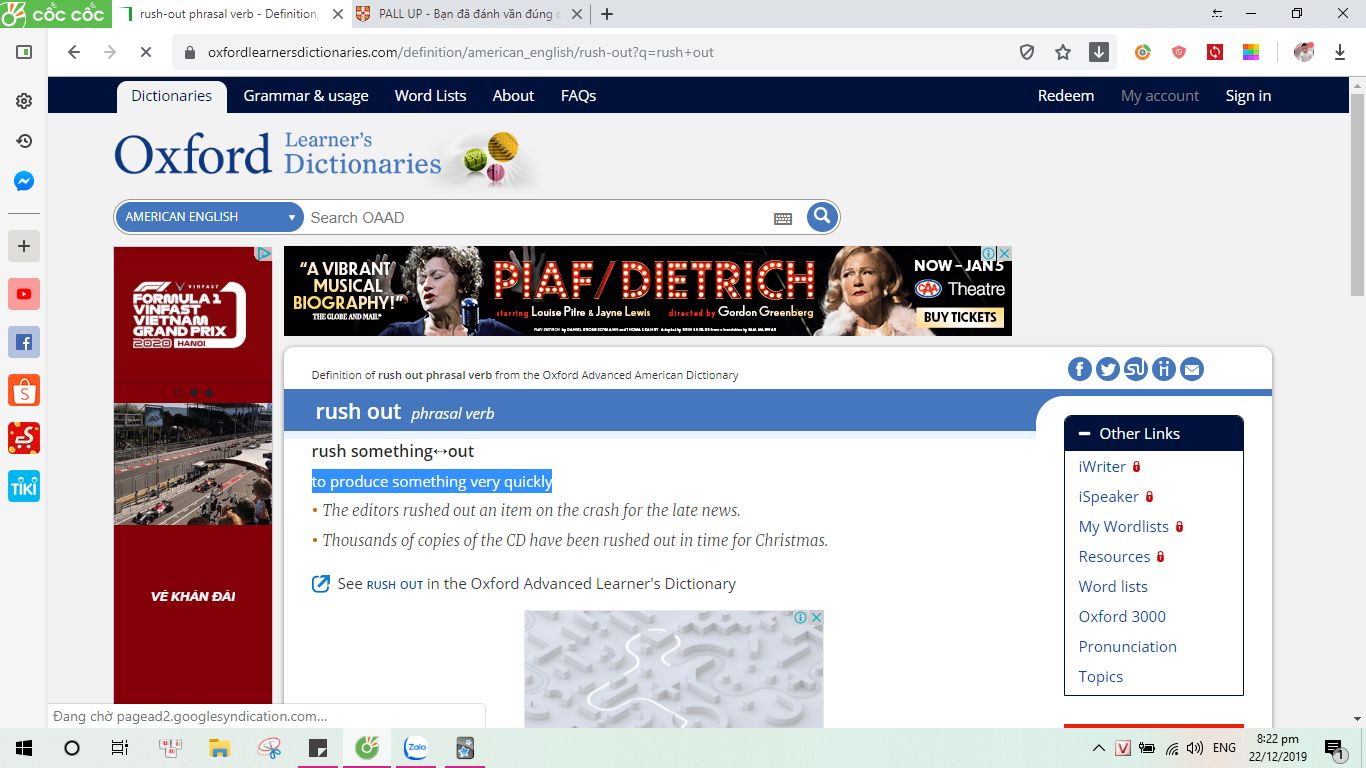 cốc cốc
rush-out phrasal verb - Definition,
PALL UP - Bạn đã đánh vần đúng c
oxfordlearnersdictionaries.com/definition/american_english/rush-out?q=rush+out
Dictionaries
Grammar & usage
Word Lists
About
FAQs
Redeem
My account
Sign in
Oxford Learner's Dictionaries
AMERICAN ENGLISH
Search OAAD
VINFAST
FORMULA 1
VINFAST
VIETNAM
GRAND PRIX
2020 HANOI
VÉ KHÁN ĐÀI
"A VIBRANT
MUSICAL
BIOGRAPHY!"
THE GLOBE AND MAIL*
PIAF/DIETRICH
starring Louise Pitre & Jayne Lewis directed by Gordon Greenberg
NOW – JAN 5
CAA Theatre
BUY TICKETS
Definition of rush out phrasal verb from the Oxford Advanced American Dictionary
rush out phrasal verb
rush something↔out
to produce something very quickly
• The editors rushed out an item on the crash for the late news.
• Thousands of copies of the CD have been rushed out in time for Christmas.
See RUSH OUT in the Oxford Advanced Learner's Dictionary
Other Links
iWriter
iSpeaker
My Wordlists
Resources
Word lists
Oxford 3000
Pronunciation
Topics
TIKI
Đang chờ pagead2.googlesyndication.com...
Zalo
ENG
8:22 pm
22/12/2019
1